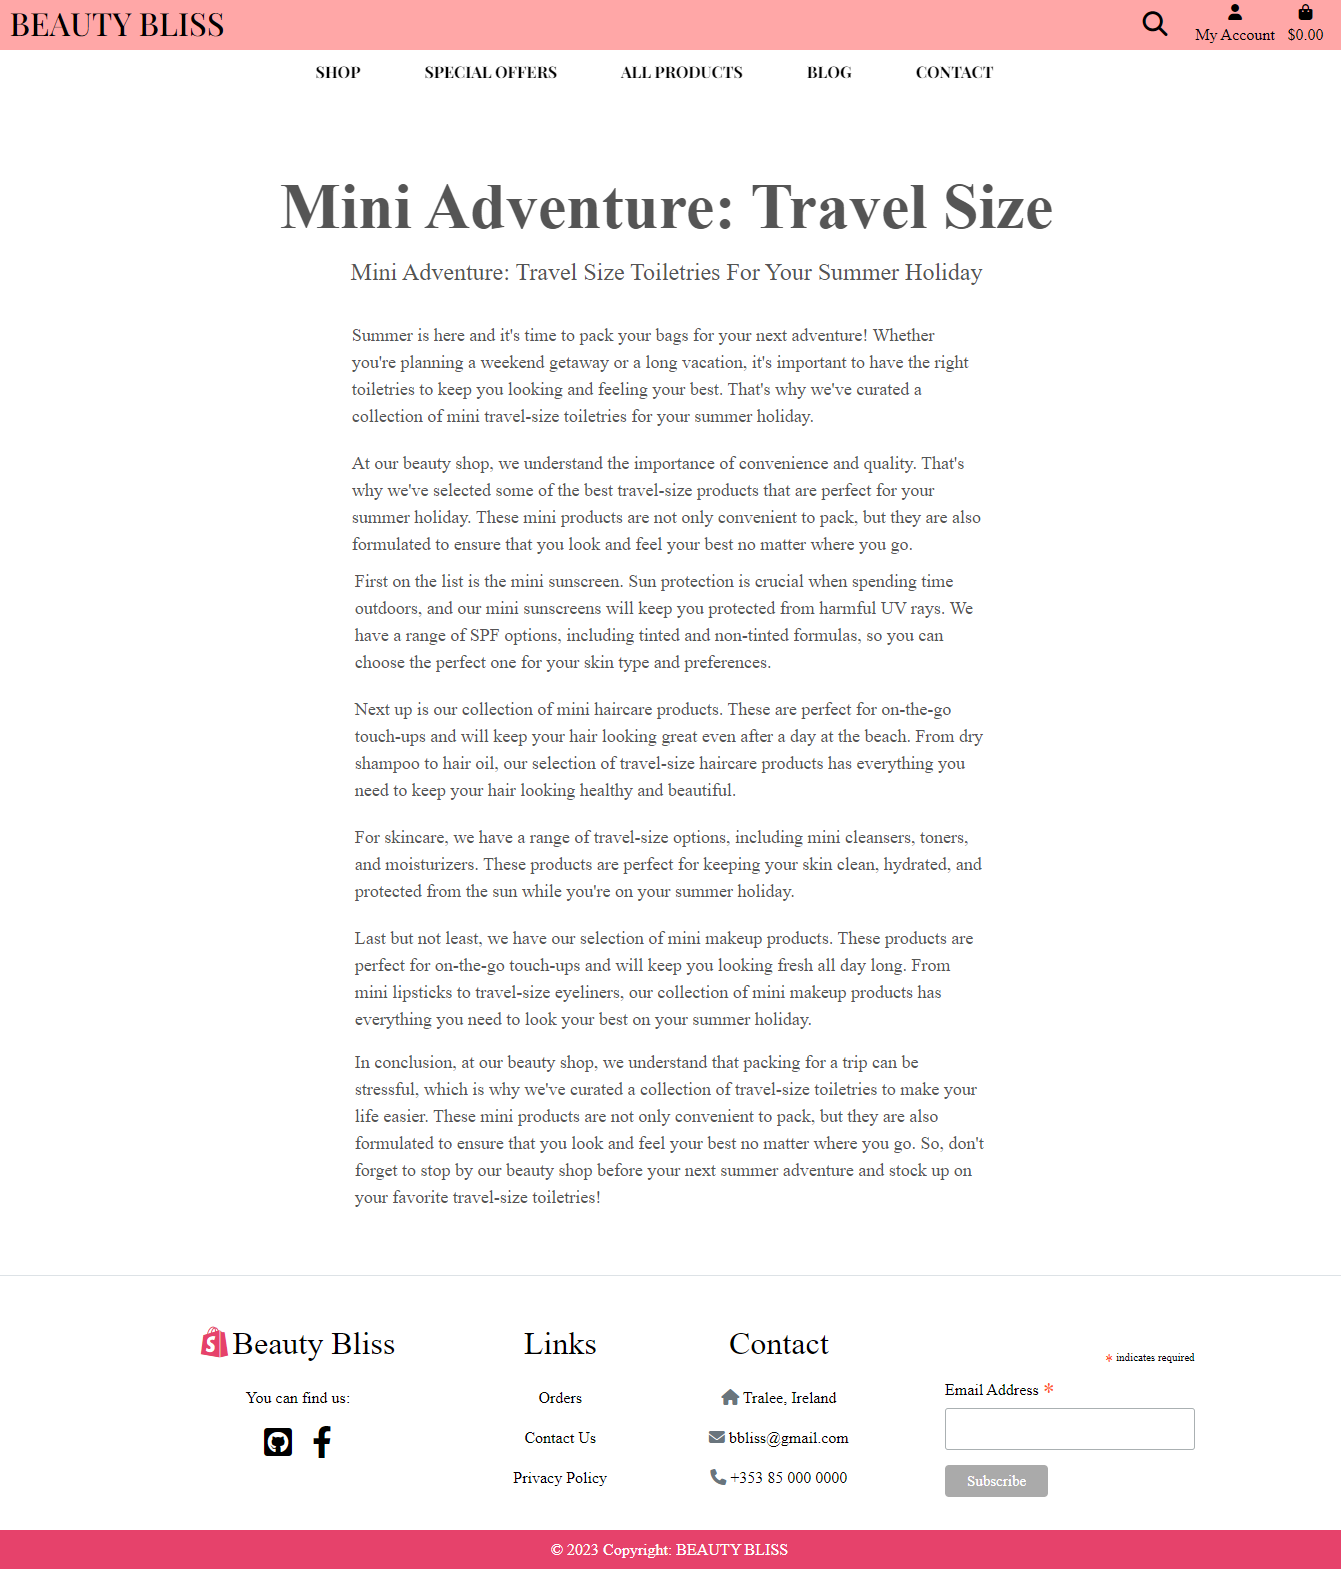 BEAUTY BLISS
My Account
$0.00
SHOP
SPECIAL OFFERS
ALL PRODUCTS
BLOG
CONTACT
Mini Adventure: Travel Size
Mini Adventure: Travel Size Toiletries For Your Summer Holiday
Summer is here and it's time to pack your bags for your next adventure! Whether
you're planning a weekend getaway or a long vacation, it's important to have the right
toiletries to keep you looking and feeling your best. That's why we've curated a
collection of mini travel-size toiletries for your summer holiday.
At our beauty shop, we understand the importance of convenience and quality. That's
why we've selected some of the best travel-size products that are perfect for your
summer holiday. These mini products are not only convenient to pack, but they are also
formulated to ensure that you look and feel your best no matter where you go.
First on the list is the mini sunscreen. Sun protection is crucial when spending time
outdoors, and our mini sunscreens will keep you protected from harmful UV rays. We
have a range of SPF options, including tinted and non-tinted formulas, so you can
choose the perfect one for your skin type and preferences.
Next up is our collection of mini haircare products. These are perfect for on-the-go
touch-ups and will keep your hair looking great even after a day at the beach. From dry
shampoo to hair oil, our selection of travel-size haircare products has everything you
need to keep your hair looking healthy and beautiful.
For skincare, we have a range of travel-size options, including mini cleansers, toners,
and moisturizers. These products are perfect for keeping your skin clean, hydrated, and
protected from the sun while you're on your summer holiday.
Last but not least, we have our selection of mini makeup products. These products are
perfect for on-the-go touch-ups and will keep you looking fresh all day long. From
mini lipsticks to travel-size eyeliners, our collection of mini makeup products has
everything you need to look your best on your summer holiday.
In conclusion, at our beauty shop, we understand that packing for a trip can be
stressful, which is why we've curated a collection of travel-size toiletries to make your
life easier. These mini products are not only convenient to pack, but they are also
formulated to ensure that you look and feel your best no matter where you go. So, don't
forget to stop by our beauty shop before your next summer adventure and stock up on
your favorite travel-size toiletries!
Beauty Bliss
You can find us:
Links
Orders
Contact Us
Privacy Policy
Contact
Tralee, Ireland
bbliss@gmail.com
+353 85 000 0000
* indicates required
Email Address *
Subscribe
© 2023 Copyright: BEAUTY BLISS